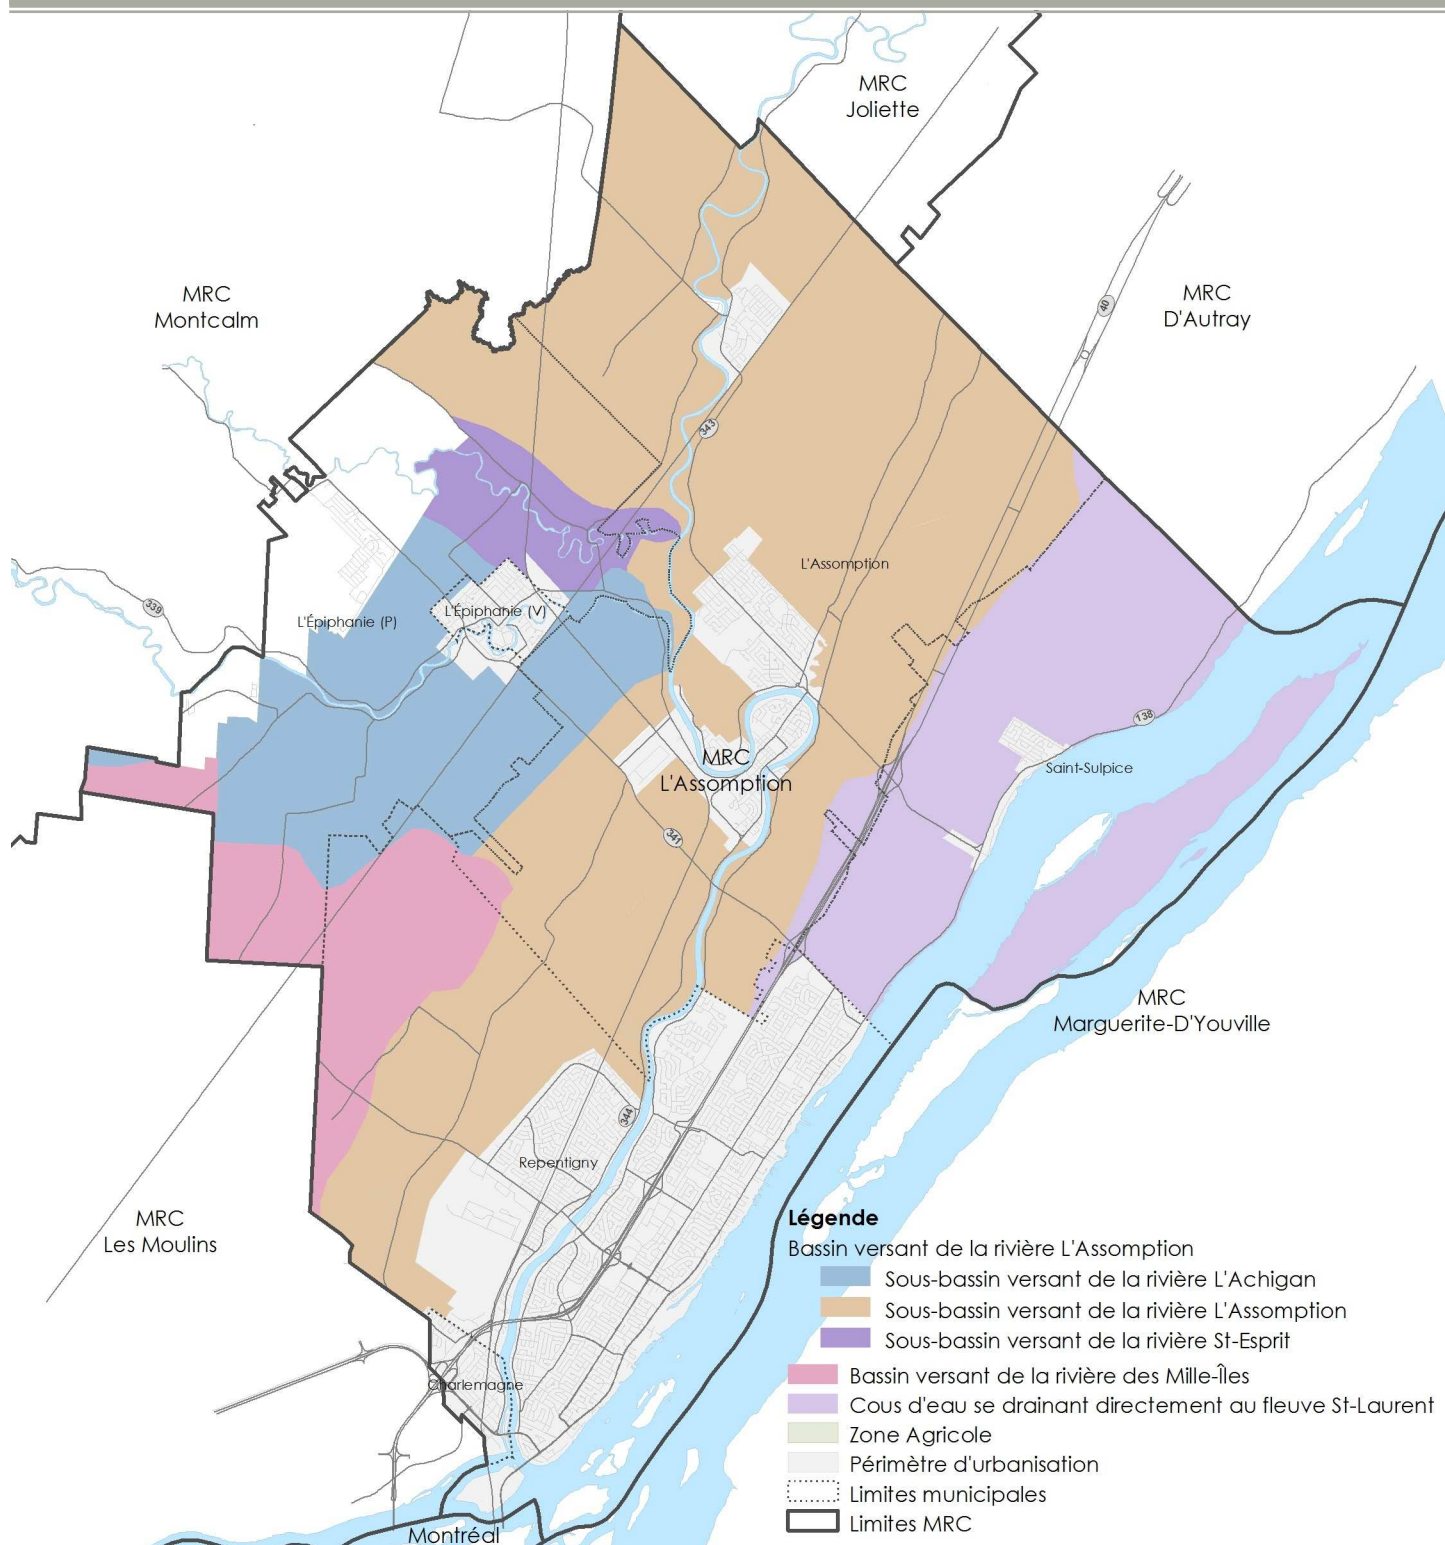 MRC
Joliette
MRC
Montcalm
MRC
D'Autray
40
343
L'Assomption
339
L'Épiphanie (P)
L'Épiphanie (V)
138
MRC
L'Assomption
Saint-Sulpice
341
MRC
Marguerite-D'Youville
344
Repentigny
MRC
Les Moulins
Charlemagne
Montréal
Légende
Bassin versant de la rivière L'Assomption
Sous-bassin versant de la rivière L'Achigan
Sous-bassin versant de la rivière L'Assomption
Sous-bassin versant de la rivière St-Esprit
Bassin versant de la rivière des Mille-Îles
Cous d'eau se drainant directement au fleuve St-Laurent
Zone Agricole
Périmètre d'urbanisation
Limites municipales
Limites MRC